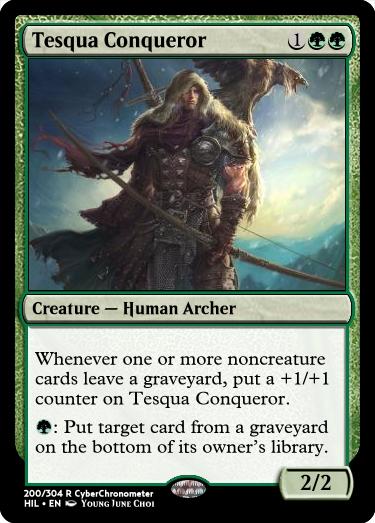 Tesqua Conqueror 1
Creature — Human Archer
Whenever one or more noncreature
cards leave a graveyard, put a +1/+1
counter on Tesqua Conqueror.
: Put target card from a graveyard
on the bottom of its owner's library.
2/2
200/304 R CyberChronometer
HIL • EN Young June Choi